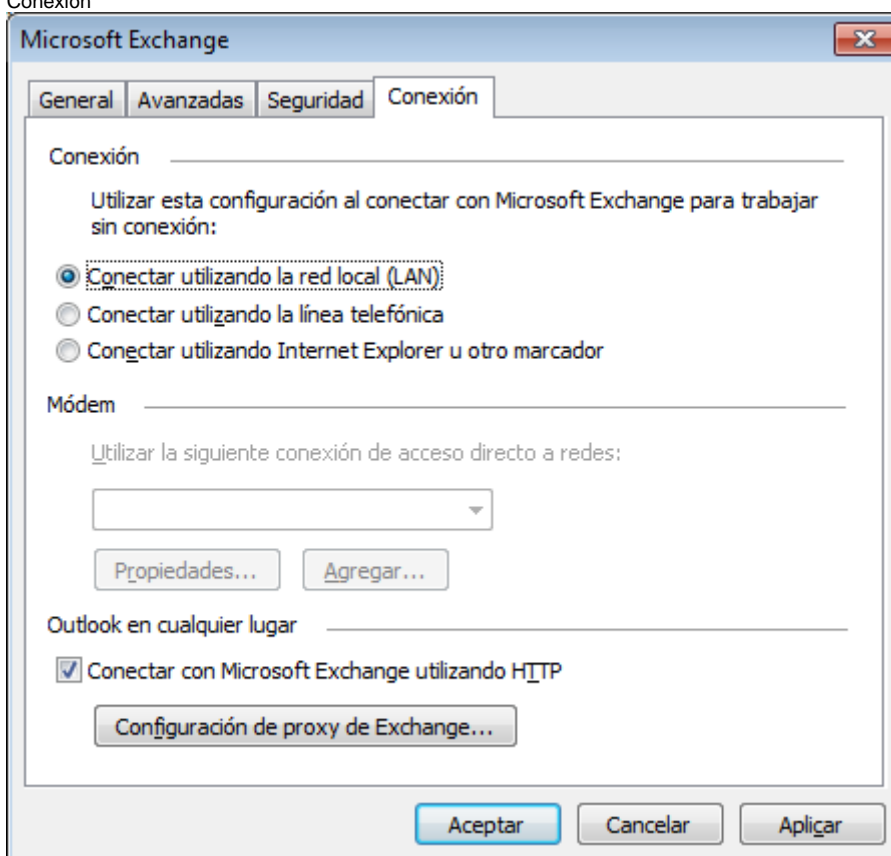 Conexión
Microsoft Exchange
General Avanzadas Seguridad Conexión
Conexión
Utilizar esta configuración al conectar con Microsoft Exchange para trabajar
sin conexión:
Conectar utilizando la red local (LAN)
Conectar utilizando la línea telefónica
Conectar utilizando Internet Explorer u otro marcador
Módem
Utilizar la siguiente conexión de acceso directo a redes:
Propiedades... Agregar...
Outlook en cualquier lugar
Conectar con Microsoft Exchange utilizando HTTP
Configuración de proxy de Exchange...
Aceptar Cancelar Aplicar